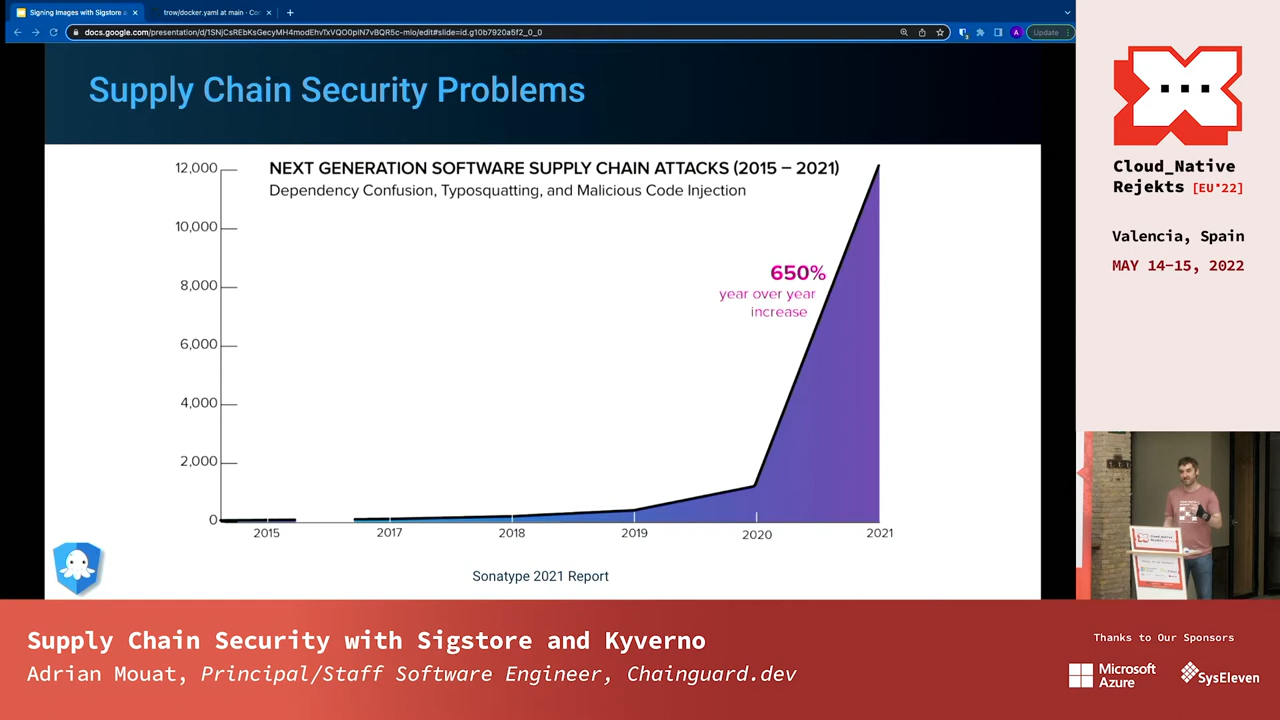 Signing Images with Sigstore a
trow/docker.yaml at main · Co
docs.google.com/presentation/d/1SNjCsREbKsGecyMH4modEhvTxVQO0pIN7vBQR5c-mlo/edit#slide=id.g10b7920a5f2_0_0
A
Update
Supply Chain Security Problems
NEXT GENERATION SOFTWARE SUPPLY CHAIN ATTACKS (2015 – 2021)
Dependency Confusion, Typosquatting, and Malicious Code Injection
12,000
10,000
8,000
6,000
4,000
2,000
0
650%
year over year
increase
2015
2017
2018
2019
2020
2021
Sonatype 2021 Report
Cloud_Native
Rejekts [EU*22]
Valencia, Spain
MAY 14-15, 2022
Cloud_Native
Supply Chain Security with Sigstore and Kyverno
Adrian Mouat, Principal/Staff Software Engineer, Chainguard.dev
Thanks to Our Sponsors
Microsoft
Azure
SysEleven